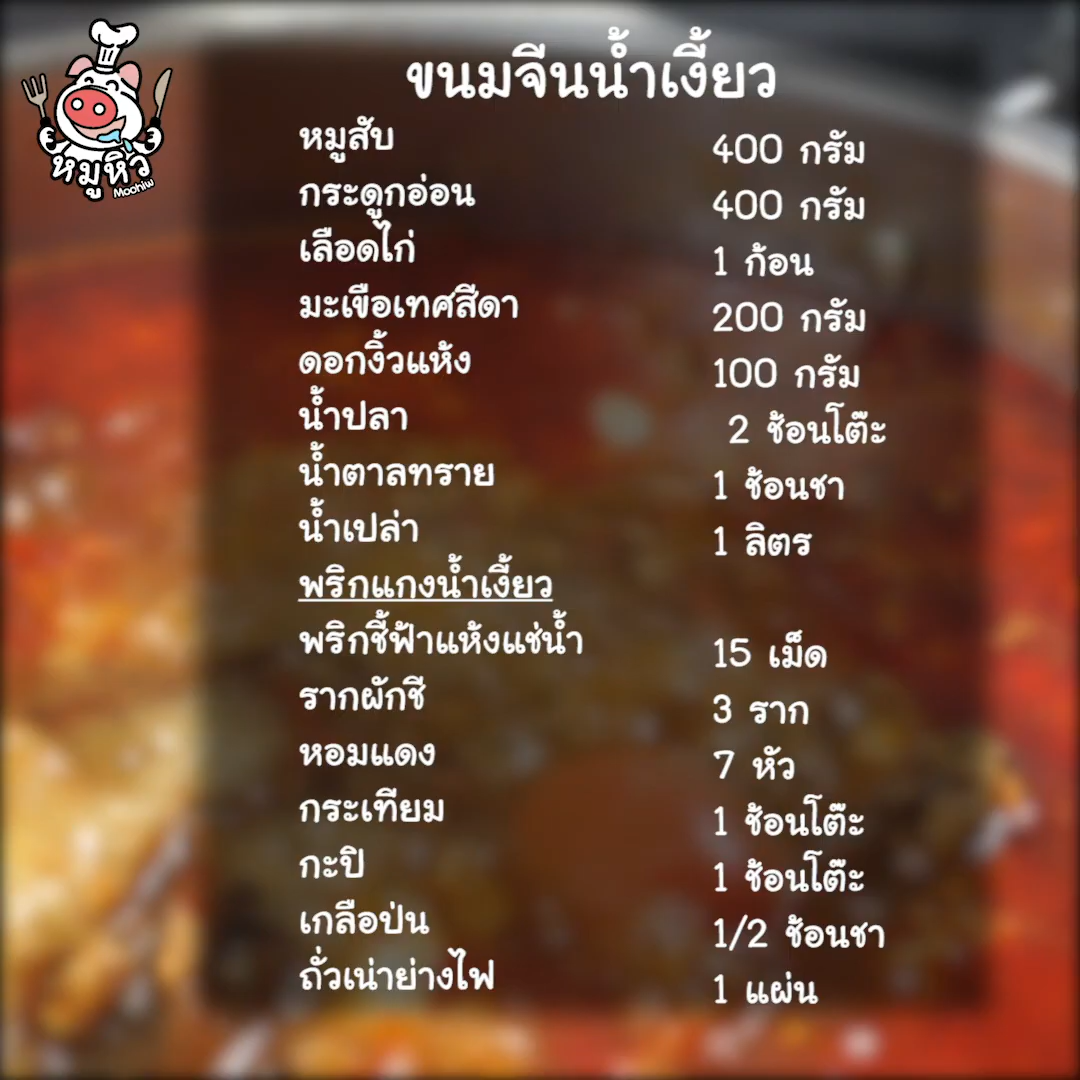 หมูหิว
Moohiw
ขนมจีนน้ำเงี้ยว
หมูสับ 400 กรัม
กระดูกอ่อน 400 กรัม
เลือดไก่ 1 ก้อน
มะเขือเทศสีดา 200 กรัม
ดอกงิ้วแห้ง 100 กรัม
น้ำปลา 2 ช้อนโต๊ะ
น้ำตาลทราย 1 ช้อนชา
น้ำเปล่า 1 ลิตร
พริกแกงน้ำเงี้ยว
พริกชี้ฟ้าแห้งแช่น้ำ 15 เม็ด
รากผักชี 3 ราก
หอมแดง 7 หัว
กระเทียม 1 ช้อนโต๊ะ
กะปิ 1 ช้อนโต๊ะ
เกลือป่น 1/2 ช้อนชา
ถั่วเน่าย่างไฟ 1 แผ่น